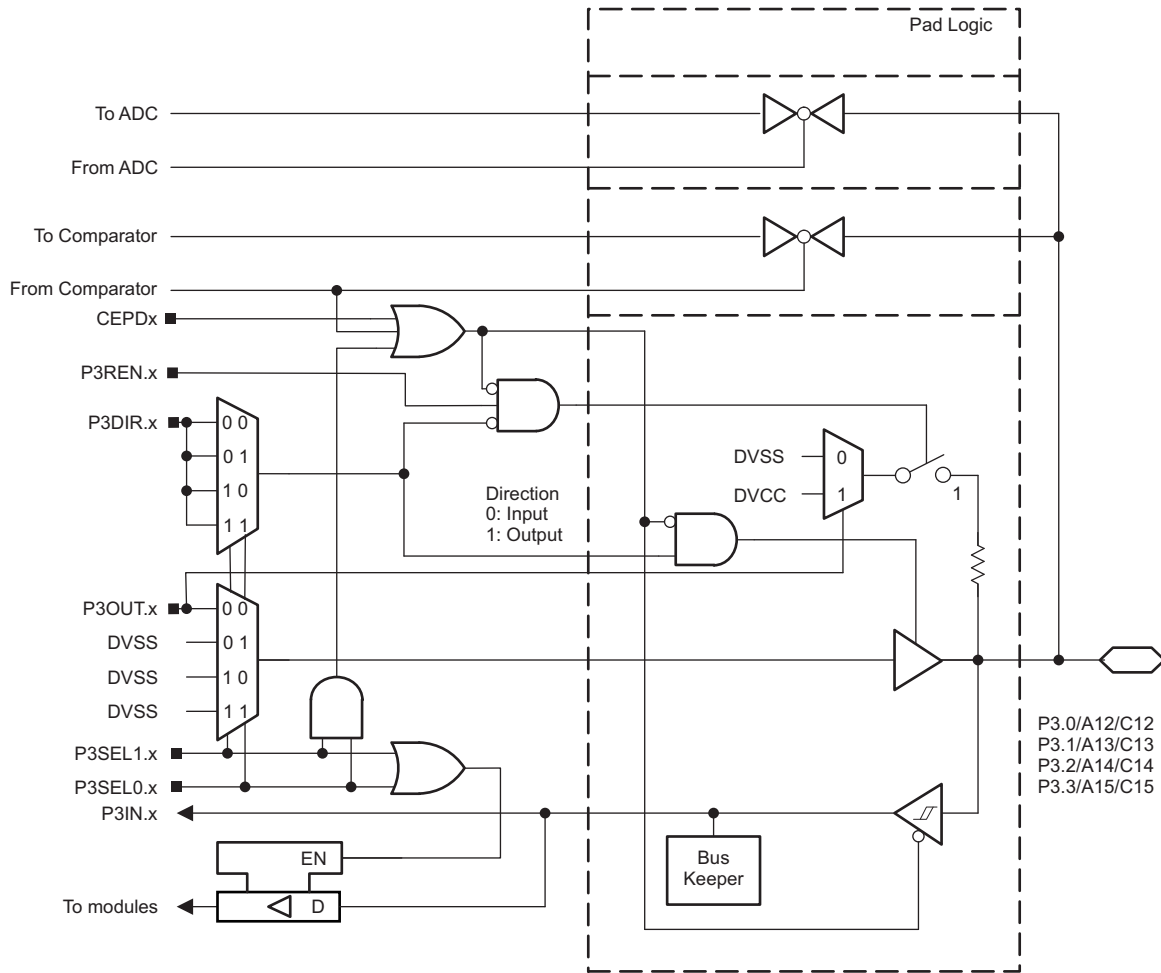 Pad Logic
To ADC
From ADC
To Comparator
From Comparator
CEPDx
P3REN.x
P3DIR.x
0 0
0 1
1 0
1 1
Direction
0: Input
1: Output
DVSS
0
DVCC
1
1
P3OUT.x
0 0
DVSS
0 1
DVSS
1 0
DVSS
1 1
P3SEL1.x
P3SEL0.x
P3IN.x
P3.0/A12/C12
P3.1/A13/C13
P3.2/A14/C14
P3.3/A15/C15
Bus
Keeper
EN
To modules
D